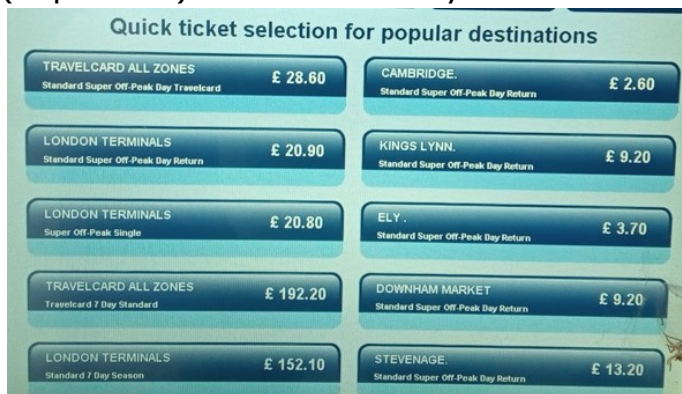 Quick ticket selection for popular destinations
TRAVELCARD ALL ZONES
Standard Super Off-Peak Day Travelcard
£ 28.60
CAMBRIDGE.
Standard Super Off-Peak Day Return
£ 2.60
LONDON TERMINALS
Standard Super Off-Peak Day Return
£ 20.90
KINGS LYNN.
Standard Super Off-Peak Day Return
£ 9.20
LONDON TERMINALS
Super Off-Peak Single
£ 20.80
ELY .
Standard Super Off-Peak Day Return
£ 3.70
TRAVELCARD ALL ZONES
Travelcard 7 Day Standard
£ 192.20
DOWNHAM MARKET
Standard Super Off-Peak Day Return
£ 9.20
LONDON TERMINALS
Standard 7 Day Season
£ 152.10
STEVENAGE.
Standard Super Off-Peak Day Return
£ 13.20